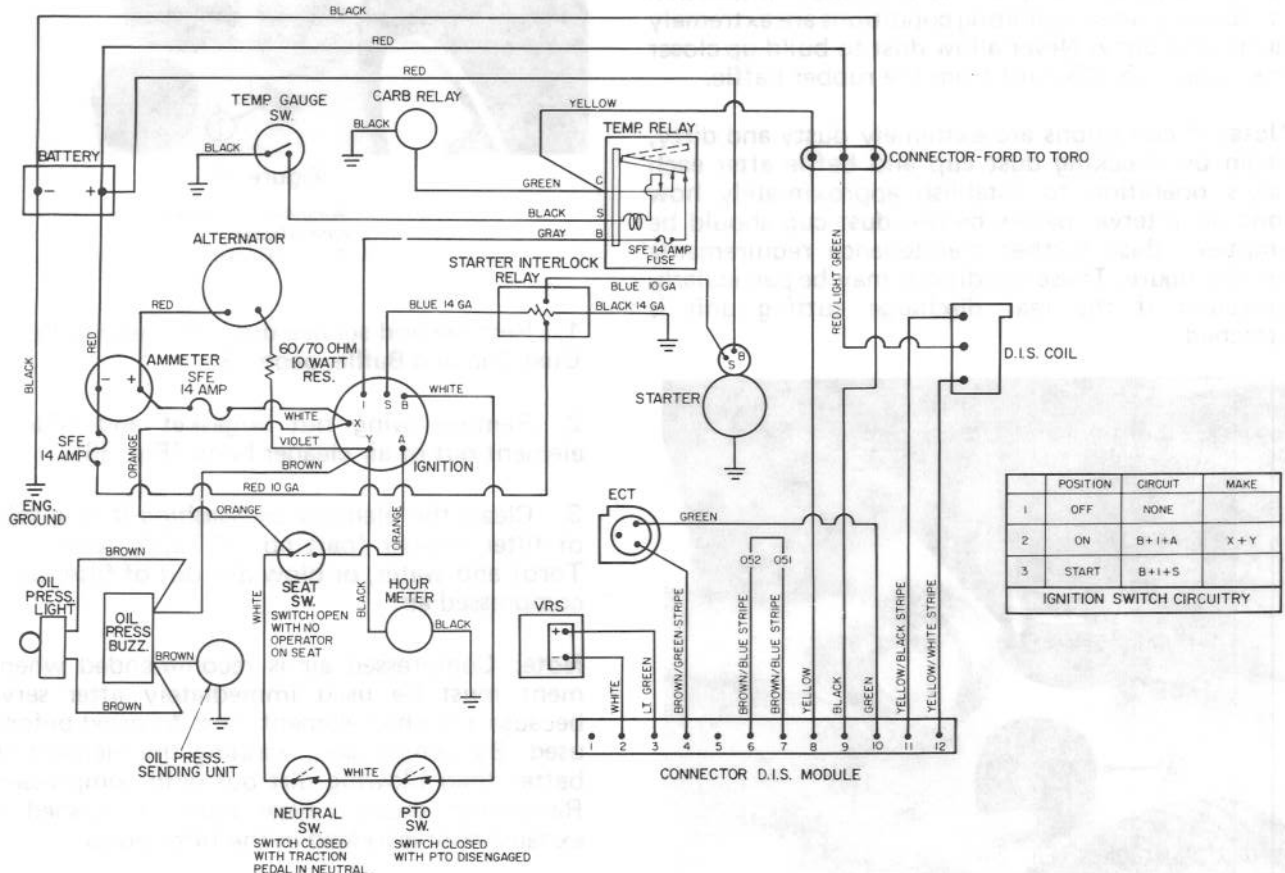 BLACK
RED
RED
TEMP GAUGE
SW.
CARB RELAY
BLACK
BLACK
YELLOW
TEMP RELAY
BATTERY
-
+
GREEN
C
BLACK
S
GRAY
B
SFE 14 AMP
FUSE
CONNECTOR-FORD TO TORO
ALTERNATOR
RED
STARTER INTERLOCK
RELAY
BLUE 14 GA
BLUE 10 GA
BLACK 14 GA
RED/LIGHT GREEN
D.I.S. COIL
BLACK
RED
AMMETER
-
+
SFE
14 AMP
60/70 OHM
10 WATT
RES.
WHITE
I
S
B
X
Y
A
WHITE
VIOLET
BROWN
IGNITION
B
S
STARTER
SFE
14 AMP
ORANGE
RED 10 GA
ENG.
GROUND
ORANGE
ORANGE
ECT
GREEN
POSITION CIRCUIT MAKE
1 OFF NONE
2 ON B+I+A X+Y
3 START B+I+S
IGNITION SWITCH CIRCUITRY
BROWN
OIL
PRESS.
LIGHT
OIL
PRESS
BUZZ.
BROWN
BROWN
OIL PRESS.
SENDING UNIT
WHITE
SEAT
SW.
SWITCH OPEN
WITH NO
OPERATOR
ON SEAT
BLACK
HOUR
METER
BLACK
VRS
+
-
052
051
WHITE
LT GREEN
BROWN/GREEN STRIPE
BROWN/BLUE STRIPE
BROWN/BLUE STRIPE
YELLOW
BLACK
GREEN
YELLOW/BLACK STRIPE
YELLOW/WHITE STRIPE
1 2 3 4 5 6 7 8 9 10 11 12
CONNECTOR D.I.S. MODULE
WHITE
NEUTRAL
SW.
SWITCH CLOSED
WITH TRACTION
PEDAL IN NEUTRAL.
PTO
SW.
SWITCH CLOSED
WITH PTO DISENGAGED